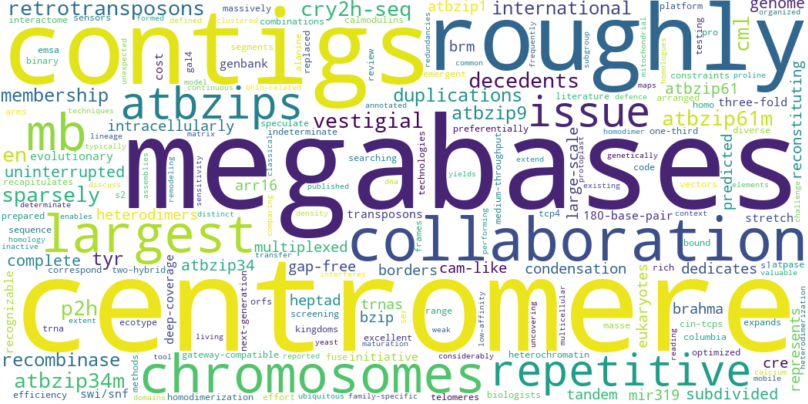 retrotransposons
interactome
sensors
formed
massively
defined
clustered
combinations
calmodulins
cry2h-seq
atbzip1
international
platform
genome
organized
contigs
roughly
cml
binary
emsa
segments
unexpected
gal4
cost
genbank
replaced
alanine
review
redundancies
brm
emergent
common
frequently
subgroup
mitochondrial
homologues
pro
testing
constraints
proline
maps
membership
atbzips
decedents
duplications
atbzip9
issue
atbzip61
atbzip61m
arranged
homo
three-fold
diverse
reconstituting
arms
techniques
model
continuous
bhlh-related
vestigial
literature
defence
mb
intracellularly
lineage
matrix
typically
speculate
indeterminate
classical
annotated
preferentially
homodimer
one-third
genetically
en
evolutionary
uninterrupted
recapitulates
determinate
sparsely
megabases
s2
discuss
assemblies
remodeling
sensitivity
arr16
transposons
searching
published
dna
technologies
yields
medium-throughput
extend
existing
large-scale
protoplast
code
vectors
elements
predicted
challenge
prepared
enables
sequence
homology
inactive
heterodimers
distinct
comparing
density
transfer
multiplexed
frames
performing
tcp4
180-base-pair
context
stretch
bound
largest
collaboration
complete
tyr
correspond
two-hybrid
atbzip34
interferes
gap-free
borders
cam-like
condensation
dedicates
rich
slatpase
valuable
centromere
recognizable
p2h
extent
trna
ecotype
deep-coverage
living
next-generation
orfs
heptad
trnas
screening
bzip
kingdoms
yeast
maturation
excellent
series
range
weak
low-affinity
uncovering
multicellular
masse
eukaryotes
brahma
cin-tcps
columbia
reading
expands
optimized
represents
heterodimerization
recombinase
atbzip34m
methods
tool
gateway-compatible
reported
fuse
initiative
considerably
heterochromatin
biologists
cre
calcium
mobile
chromosomes
repetitive
efficiency
swi/snf
domains
homodimerization
effort
ubiquitous
family-specific
telomeres
tandem
mir319
subdivided